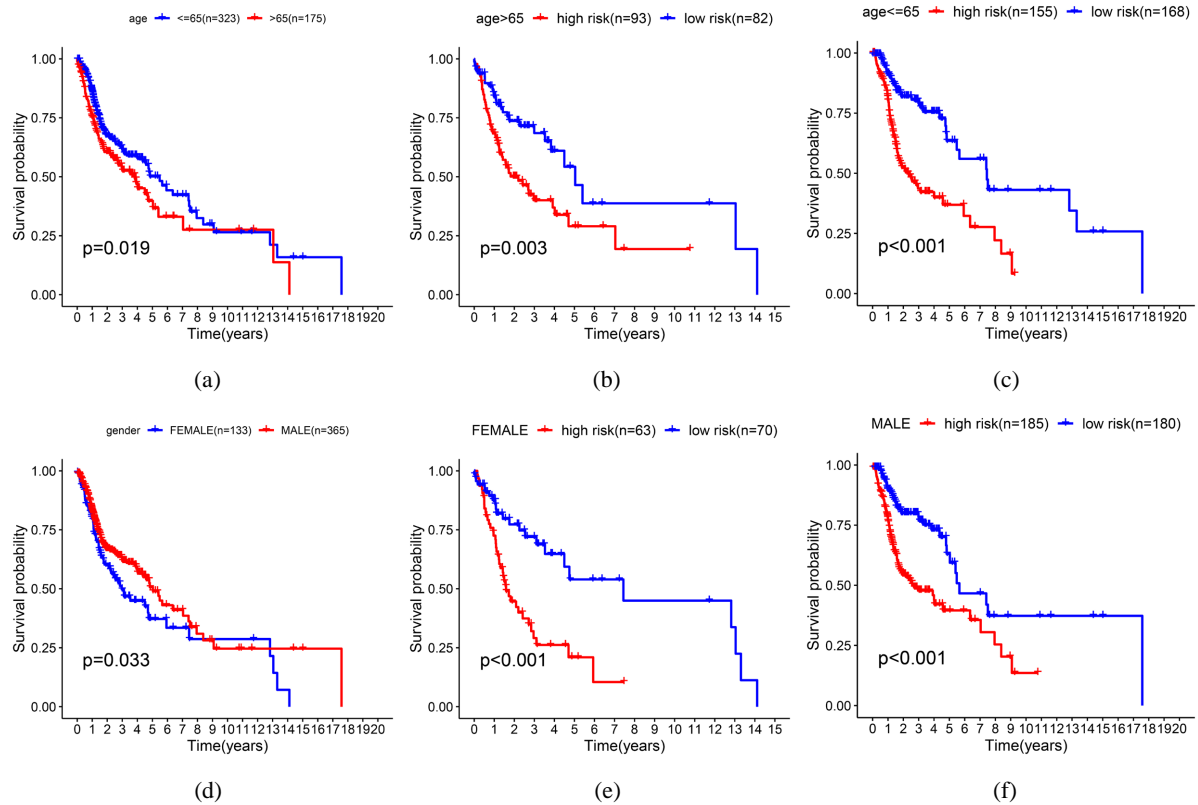 age <=65(n=323) >65(n=175)
1.00
0.75
0.50
0.25
0.00
Survival probability
p=0.019
0 1 2 3 4 5 6 7 8 9 10 11 12 13 14 15 16 17 18 19 20
Time(years)
(a)
age>65 high risk(n=93) low risk(n=82)
1.00
0.75
0.50
0.25
0.00
Survival probability
p=0.003
0 1 2 3 4 5 6 7 8 9 10 11 12 13 14 15
Time(years)
(b)
age<=65 high risk(n=155) low risk(n=168)
1.00
0.75
0.50
0.25
0.00
Survival probability
p<0.001
0 1 2 3 4 5 6 7 8 9 10 11 12 13 14 15 16 17 18 19 20
Time(years)
(c)
gender FEMALE(n=133) MALE(n=365)
1.00
0.75
0.50
0.25
0.00
Survival probability
p=0.033
0 1 2 3 4 5 6 7 8 9 10 11 12 13 14 15 16 17 18 19 20
Time(years)
(d)
FEMALE high risk(n=63) low risk(n=70)
1.00
0.75
0.50
0.25
0.00
Survival probability
p<0.001
0 1 2 3 4 5 6 7 8 9 10 11 12 13 14 15
Time(years)
(e)
MALE high risk(n=185) low risk(n=180)
1.00
0.75
0.50
0.25
0.00
Survival probability
p<0.001
0 1 2 3 4 5 6 7 8 9 10 11 12 13 14 15 16 17 18 19 20
Time(years)
(f)